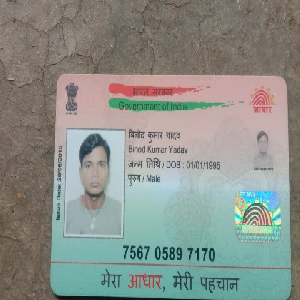 भारत सरकार
Government of India
आधार
बिनोद कुमार यादव
Binod Kumar Yadav
जन्म तिथि / DOB : 01/01/1995
पुरुष / Male
7567 0589 7170
मेरा आधार, मेरी पहचान